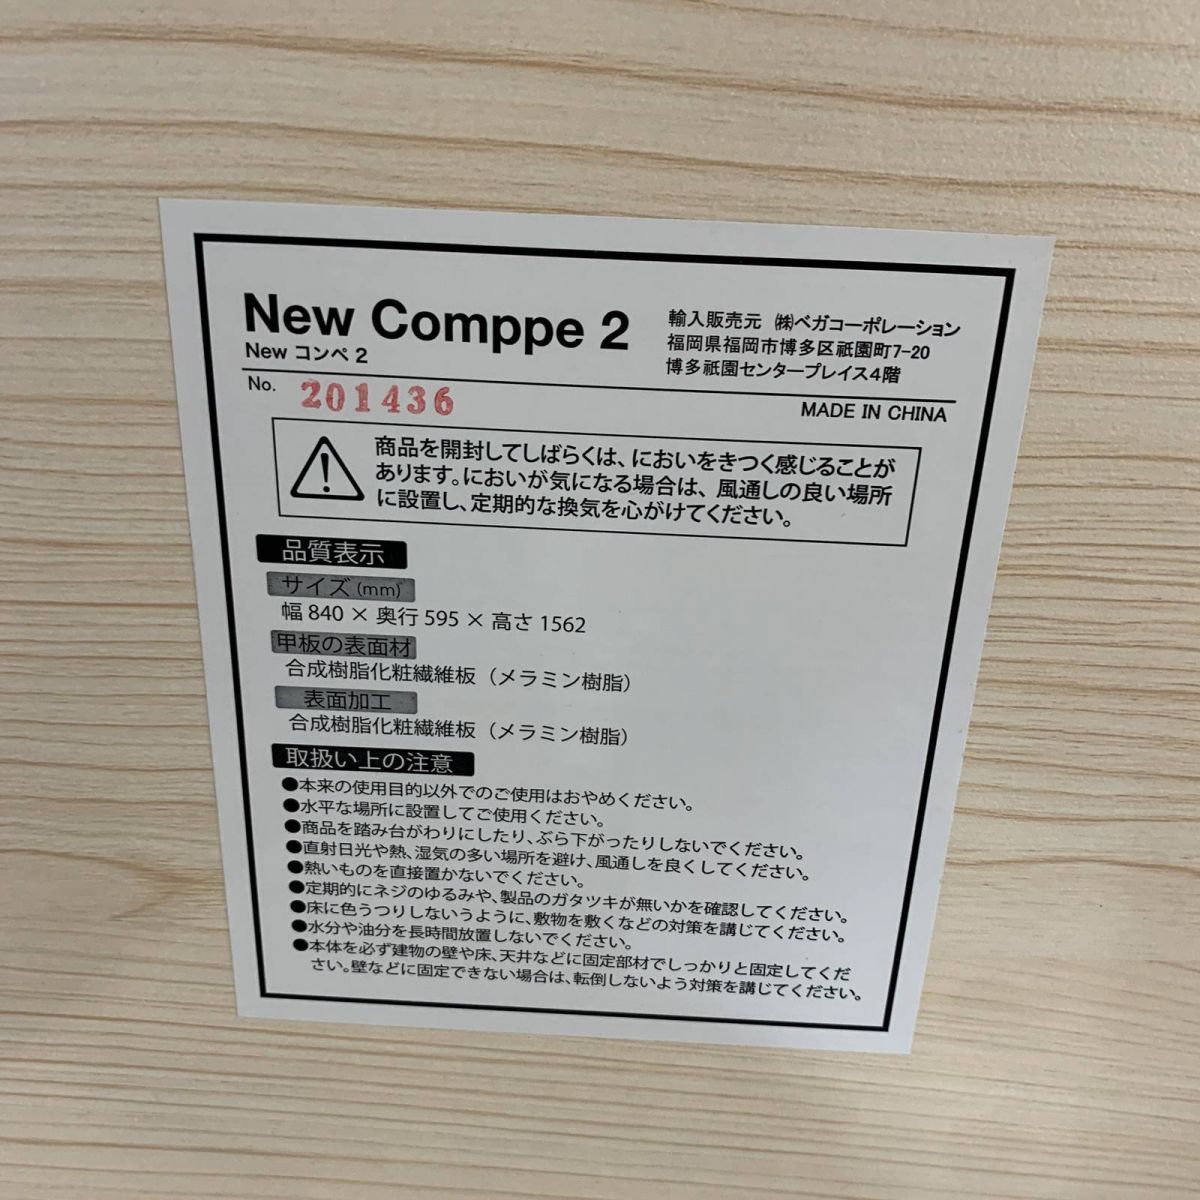 New Comppe 2
New コンペ 2
輸入販売元 ㈱ベガコーポレーション
福岡県福岡市博多区祇園町7-20
博多祇園センタープレイス4階
No. 201436
MADE IN CHINA
商品を開封してしばらくは、においをきつく感じることが
あります。においが気になる場合は、風通しの良い場所
に設置し、定期的な換気を心がけてください。
品質表示
サイズ(mm)
幅 840 × 奥行 595 × 高さ 1562
甲板の表面材
合成樹脂化粧繊維板（メラミン樹脂）
表面加工
合成樹脂化粧繊維板（メラミン樹脂）
取扱い上の注意
●本来の使用目的以外でのご使用はおやめください。
●水平な場所に設置してご使用ください。
●商品を踏み台がわりにしたり、ぶら下がったりしないでください。
●直射日光や熱、湿気の多い場所を避け、風通しを良くしてください。
●熱いものを直接置かないでください。
●定期的にネジのゆるみや、製品のガタツキが無いかを確認してください。
●床に色うつりしないうように、敷物を敷くなどの対策を講じてください。
●水分や油分を長時間放置しないでください。
●本体を必ず建物の壁や床、天井などに固定部材でしっかりと固定してくだ
さい。壁などに固定できない場合は、転倒しないよう対策を講じてください。